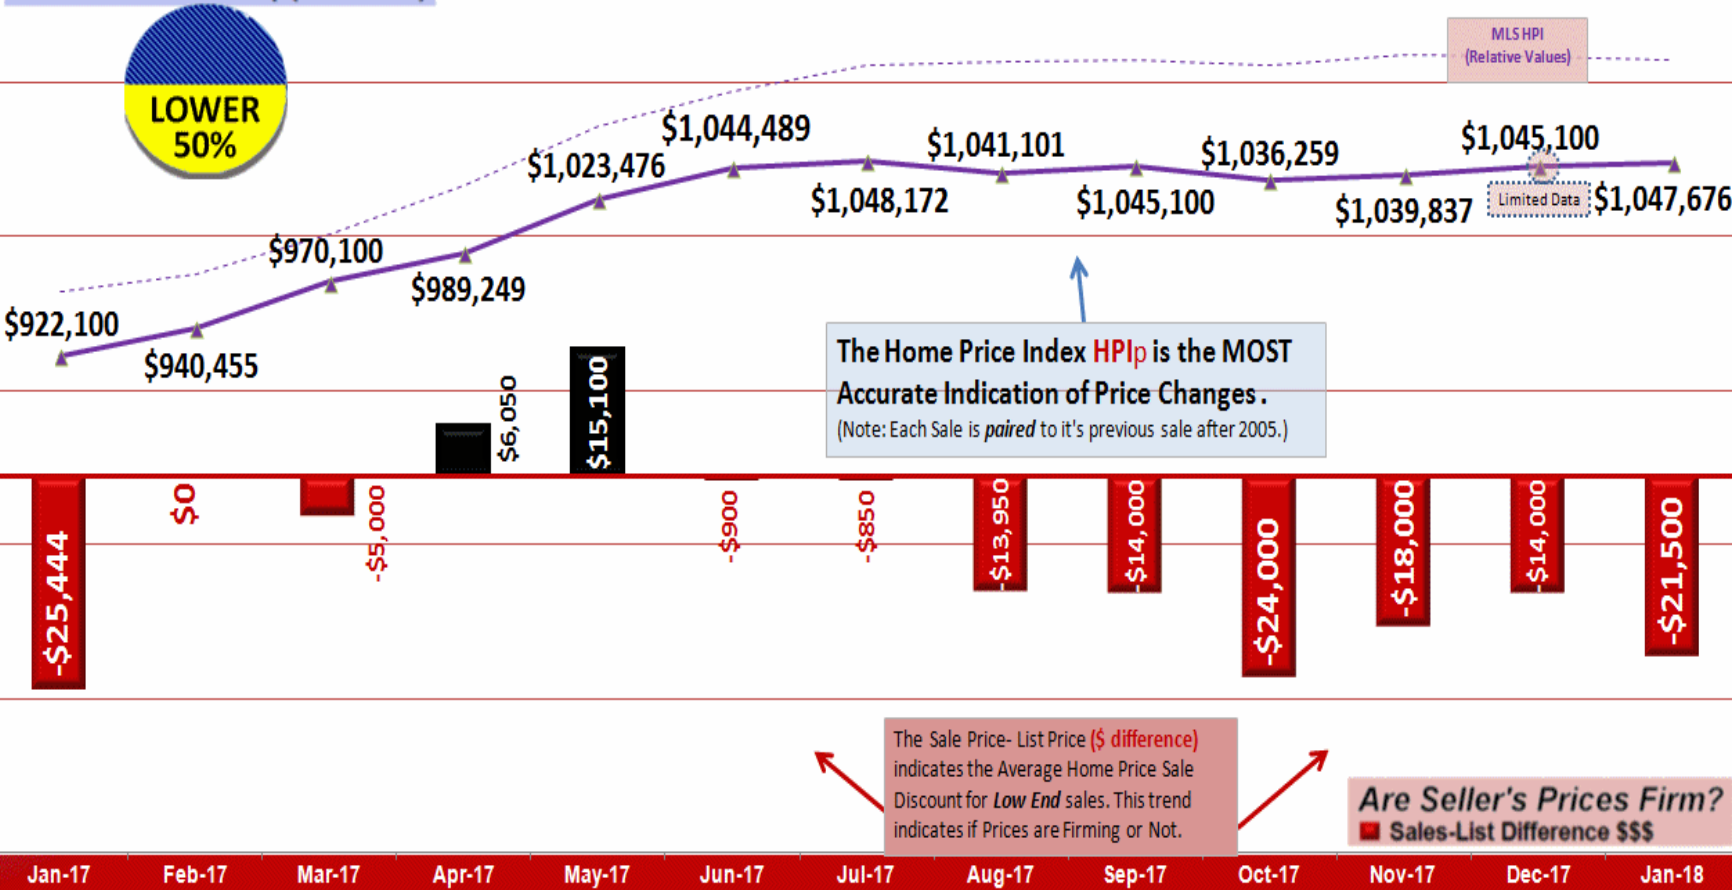 MLS HPI
(Relative Values)
LOWER
50%
$922,100
$940,455
$970,100
$989,249
$1,023,476
$1,044,489
$1,048,172
$1,041,101
$1,045,100
$1,036,259
$1,039,837
$1,045,100
Limited Data
$1,047,676
The Home Price Index HPIp is the MOST
Accurate Indication of Price Changes.
(Note: Each Sale is paired to it's previous sale after 2005.)
-$25,444
$0
-$5,000
$6,050
$15,100
-$900
-$850
-$13,950
-$14,000
-$24,000
-$18,000
-$14,000
-$21,500
The Sale Price- List Price ($ difference)
indicates the Average Home Price Sale
Discount for Low End sales. This trend
indicates if Prices are Firming or Not.
Are Seller's Prices Firm?
Sales-List Difference $$$
Jan-17 Feb-17 Mar-17 Apr-17 May-17 Jun-17 Jul-17 Aug-17 Sep-17 Oct-17 Nov-17 Dec-17 Jan-18